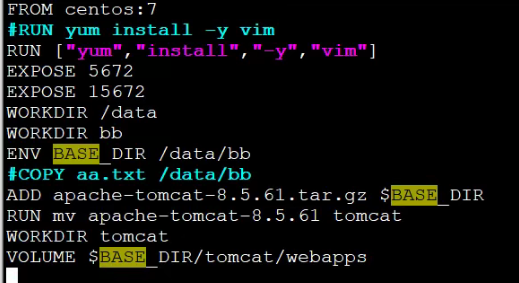 FROM centos:7
#RUN yum install -y vim
RUN ["yum","install","-y","vim"]
EXPOSE 5672
EXPOSE 15672
WORKDIR /data
WORKDIR bb
ENV BASE_DIR /data/bb
#COPY aa.txt /data/bb
ADD apache-tomcat-8.5.61.tar.gz $BASE_DIR
RUN mv apache-tomcat-8.5.61 tomcat
WORKDIR tomcat
VOLUME $BASE_DIR/tomcat/webapps